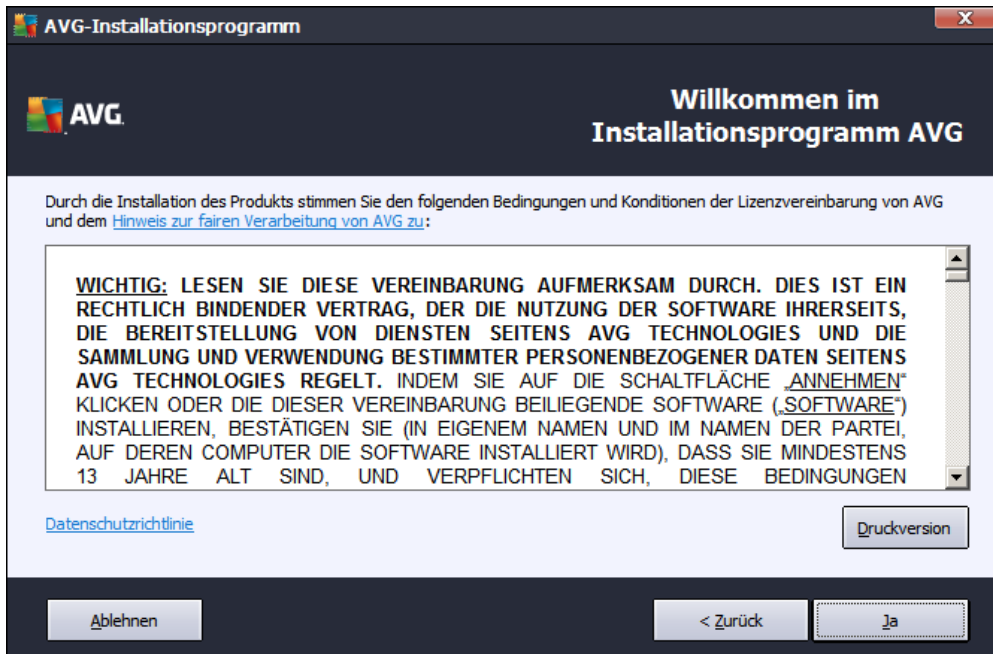 AVG-Installationsprogramm
AVG.
Willkommen im
Installationsprogramm AVG
Durch die Installation des Produkts stimmen Sie den folgenden Bedingungen und Konditionen der Lizenzvereinbarung von AVG
und dem Hinweis zur fairen Verarbeitung von AVG zu:
WICHTIG: LESEN SIE DIESE VEREINBARUNG AUFMERKSAM DURCH. DIES IST EIN
RECHTLICH BINDENDER VERTRAG, DER DIE NUTZUNG DER SOFTWARE IHRERSEITS,
DIE BEREITSTELLUNG VON DIENSTEN SEITENS AVG TECHNOLOGIES UND DIE
SAMMLUNG UND VERWENDUNG BESTIMMTER PERSONENBEZOGENER DATEN SEITENS
AVG TECHNOLOGIES REGELT. INDEM SIE AUF DIE SCHALTFLÄCHE „ANNEHMEN“
KLICKEN ODER DIE DIESER VEREINBARUNG BEILIEGENDE SOFTWARE („SOFTWARE“)
INSTALLIEREN, BESTÄTIGEN SIE (IN EIGENEM NAMEN UND IM NAMEN DER PARTEI,
AUF DEREN COMPUTER DIE SOFTWARE INSTALLIERT WIRD), DASS SIE MINDESTENS
13 JAHRE ALT SIND, UND VERPFLICHTEN SICH, DIESE BEDINGUNGEN
Datenschutzrichtlinie
Druckversion
Ablehnen
< Zurück
Ja